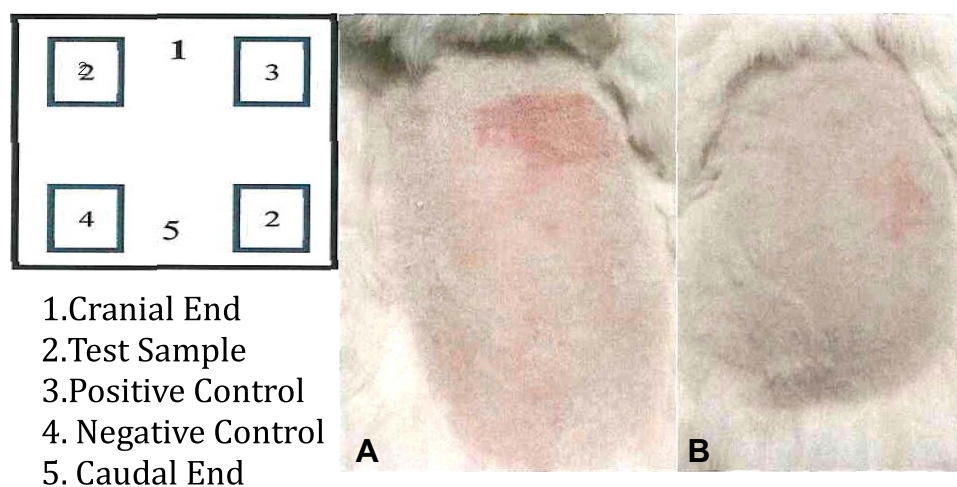 1
2
3
4
5
2
1.Cranial End
2.Test Sample
3.Positive Control
4. Negative Control
5. Caudal End
A
B